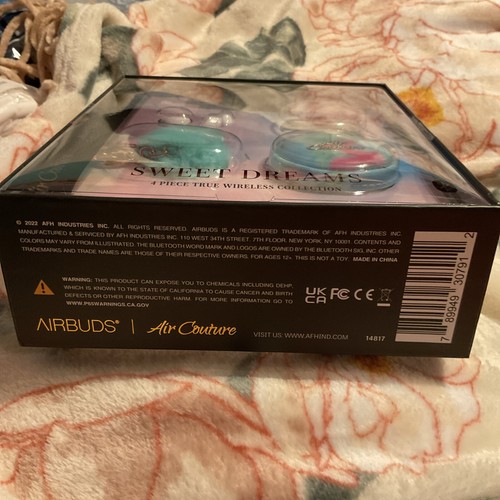 SWEET DREAMS
4 PIECE TRUE WIRELESS COLLECTION
© 2022 AFH INDUSTRIES INC. ALL RIGHTS RESERVED. AIRBUDS IS A REGISTERED TRADEMARK OF AFH INDUSTRIES INC.
MANUFACTURED & SERVICED BY AFH INDUSTRIES INC. 110 WEST 34TH STREET. 7TH FLOOR. NEW YORK, NY 10001. CONTENTS AND
COLORS MAY VARY FROM ILLUSTRATED. THE BLUETOOTH WORD MARK AND LOGOS ARE OWNED BY THE BLUETOOTH SIG, INC. OTHER
TRADEMARKS AND TRADE NAMES ARE THOSE OF THEIR RESPECTIVE OWNERS. FOR AGES 12+. THIS IS NOT A TOY. MADE IN CHINA
WARNING: THIS PRODUCT CAN EXPOSE YOU TO CHEMICALS INCLUDING DEHP,
WHICH IS KNOWN TO THE STATE OF CALIFORNIA TO CAUSE CANCER AND BIRTH
DEFECTS OR OTHER REPRODUCTIVE HARM. FOR MORE INFORMATION GO TO
WWW.P65WARNINGS.CA.GOV
UK
CA FC CE
AIRBUDS® | Air Couture
VISIT US: WWW.AFHIND.COM 14817
7 89949 30791 2